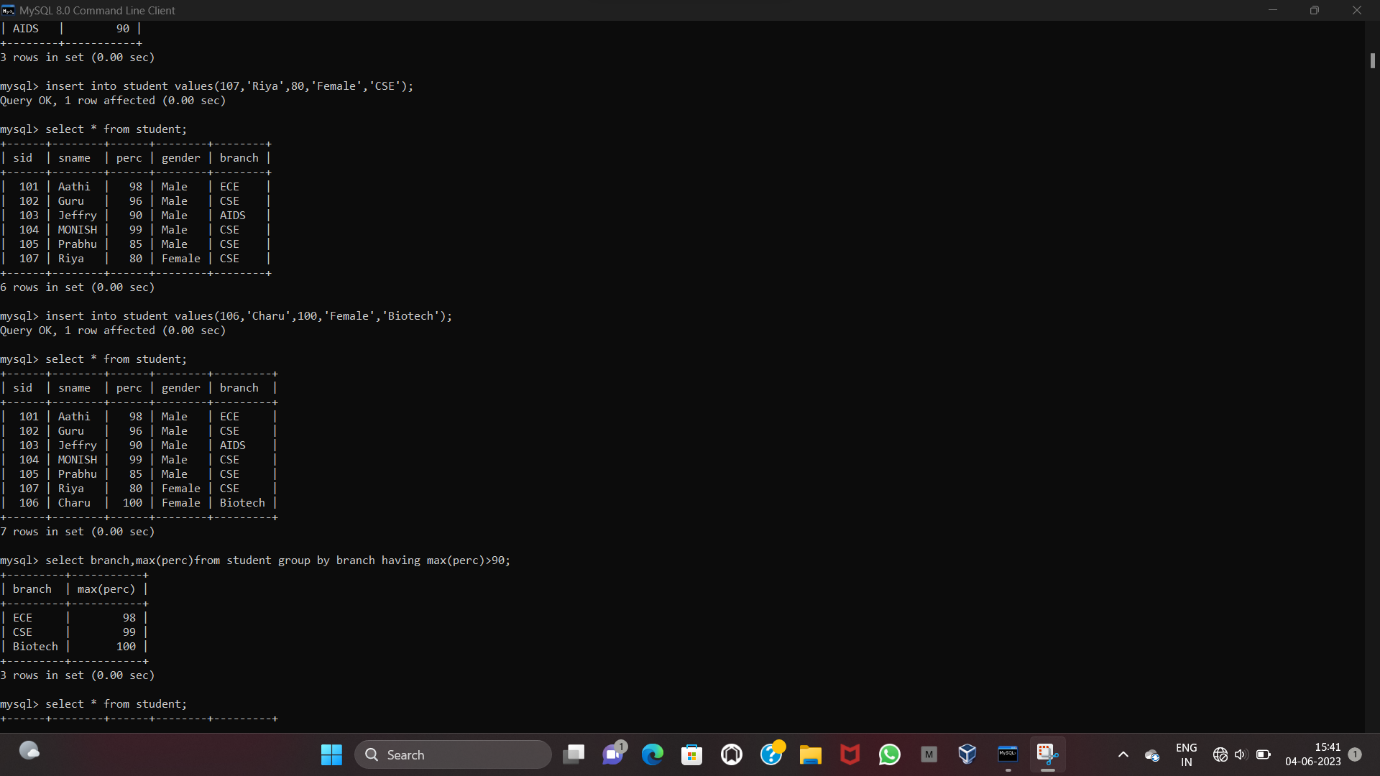 MySQL 8.0 Command Line Client
| AIDS   |        90 |
+--------+-----------+
3 rows in set (0.00 sec)
mysql> insert into student values(107,'Riya',80,'Female','CSE');
Query OK, 1 row affected (0.00 sec)
mysql> select * from student;
+------+--------+------+--------+--------+
| sid  | sname  | perc | gender | branch |
+------+--------+------+--------+--------+
|  101 | Aathi  |   98 | Male   | ECE    |
|  102 | Guru   |   96 | Male   | CSE    |
|  103 | Jeffry |   90 | Male   | AIDS   |
|  104 | MONISH |   99 | Male   | CSE    |
|  105 | Prabhu |   85 | Male   | CSE    |
|  107 | Riya   |   80 | Female | CSE    |
+------+--------+------+--------+--------+
6 rows in set (0.00 sec)
mysql> insert into student values(106,'Charu',100,'Female','Biotech');
Query OK, 1 row affected (0.00 sec)
mysql> select * from student;
+------+--------+------+--------+---------+
| sid  | sname  | perc | gender | branch  |
+------+--------+------+--------+---------+
|  101 | Aathi  |   98 | Male   | ECE     |
|  102 | Guru   |   96 | Male   | CSE     |
|  103 | Jeffry |   90 | Male   | AIDS    |
|  104 | MONISH |   99 | Male   | CSE     |
|  105 | Prabhu |   85 | Male   | CSE     |
|  107 | Riya   |   80 | Female | CSE     |
|  106 | Charu  |  100 | Female | Biotech |
+------+--------+------+--------+---------+
7 rows in set (0.00 sec)
mysql> select branch,max(perc)from student group by branch having max(perc)>90;
+---------+-----------+
| branch  | max(perc) |
+---------+-----------+
| ECE     |        98 |
| CSE     |        99 |
| Biotech |       100 |
+---------+-----------+
3 rows in set (0.00 sec)
mysql> select * from student;
+------+--------+------+--------+---------+
Search
1
M
ENG
IN
15:41
04-06-2023
1